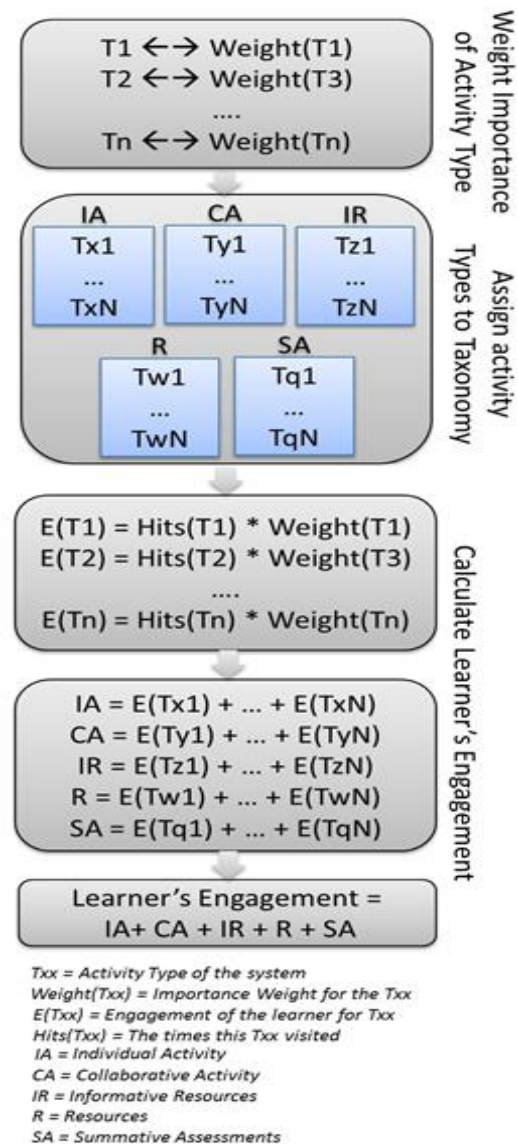 Weight Importance
of Activity Type
T1 ←→ Weight(T1)
T2 ←→ Weight(T3)
....
Tn ←→ Weight(Tn)
Assign activity
Types to Taxonomy
IA CA IR
Tx1 Ty1 Tz1
... ... ...
TxN TyN TzN
R SA
Tw1 Tq1
... ...
TwN TqN
Calculate Learner's Engagement
E(T1) = Hits(T1) * Weight(T1)
E(T2) = Hits(T2) * Weight(T3)
....
E(Tn) = Hits(Tn) * Weight(Tn)
IA = E(Tx1) + ... + E(TxN)
CA = E(Ty1) + ... + E(TyN)
IR = E(Tz1) + ... + E(TzN)
R = E(Tw1) + ... + E(TwN)
SA = E(Tq1) + ... + E(TqN)
Learner's Engagement =
IA+ CA + IR + R + SA
Txx = Activity Type of the system
Weight(Txx) = Importance Weight for the Txx
E(Txx) = Engagement of the learner for Txx
Hits(Txx) = The times this Txx visited
IA = Individual Activity
CA = Collaborative Activity
IR = Informative Resources
R = Resources
SA = Summative Assessments